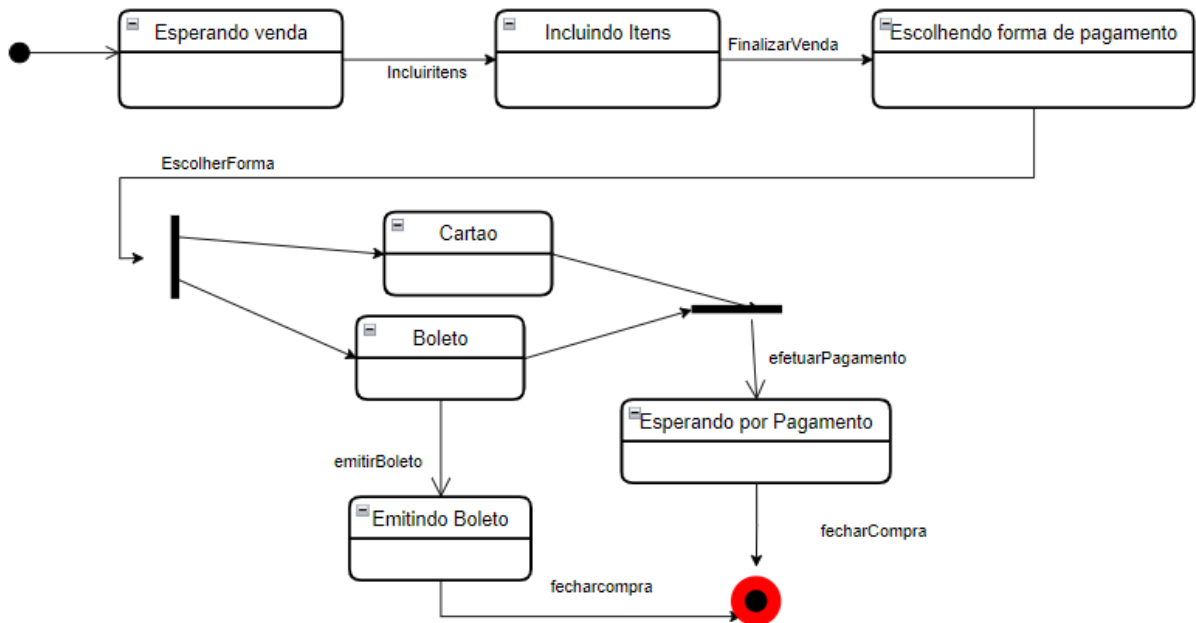 Esperando venda
Incluiritens
Incluindo Itens
FinalizarVenda
Escolhendo forma de pagamento
EscolherForma
Cartao
Boleto
efetuarPagamento
Esperando por Pagamento
emitirBoleto
Emitindo Boleto
fecharCompra
fecharcompra